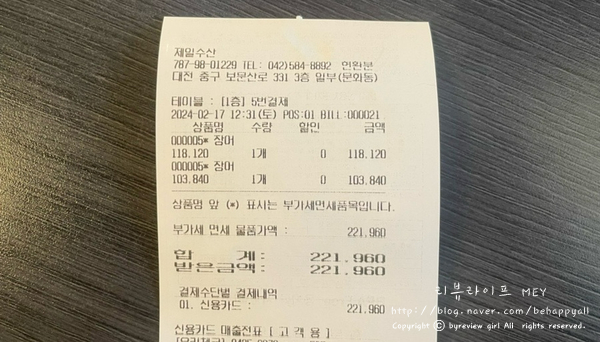 제일수산
787-98-01229 TEL: 042)584-8892 인완분
대전 중구 보문산로 331 3층 일부(문화동)
테이블 : [1층] 5번결제
2024-02-17 12:31(토) POS:01 BILL:000021
상품명 수량 할인 금액
000005* 장어
118.120 1개 0 118.120
000005* 장어
103.840 1개 0 103.840
상품명 앞 (*) 표시는 부가세면세품목입니다.
부가세 면세 물품가액 : 221.960
합 계: 221.960
받은금액: 221.960
결제수단별 결제내역
01. 신용카드 : 221.960
신용카드 매출전표 [ 고 객 용 ]
리뷰라이프 MEY
http://blog.naver.com/behappyall
Copyright ⓒ byreview girl All rights reserved.